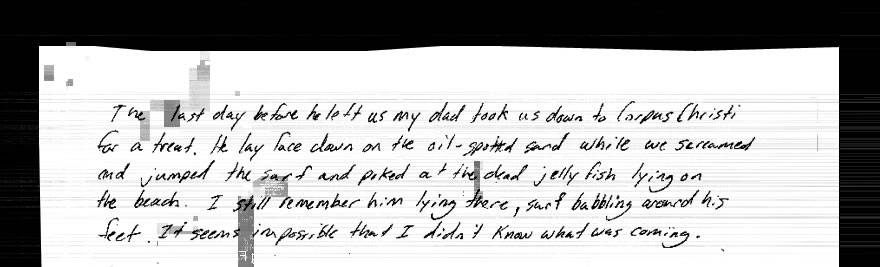 The last day before he left us my dad took us down to Corpus Christi
for a treat. He lay face down on the oil-spotted sand while we screamed
and jumped the surf and poked at the dead jelly fish lying on
the beach. I still remember him lying there, surf bubbling around his
feet. It seems impossible that I didn't know what was coming.